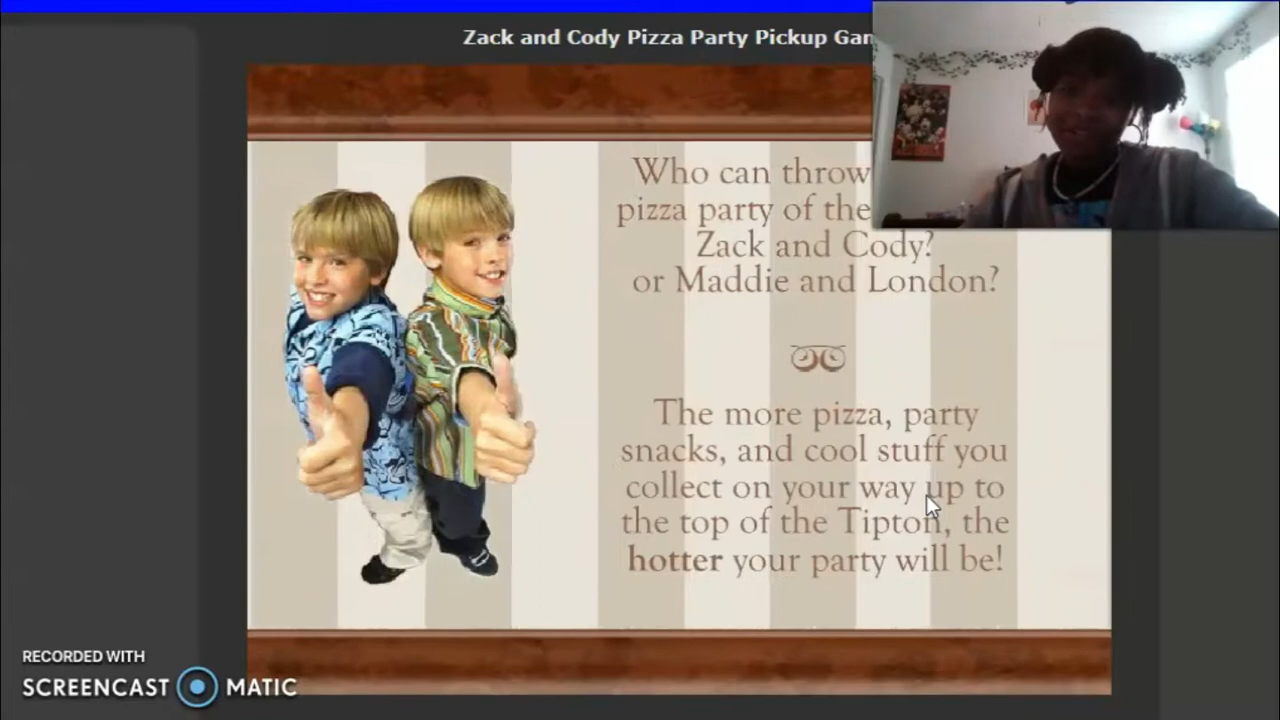 Zack and Cody Pizza Party Pickup
Who can throw
pizza party of the
Zack and Cody?
or Maddie and London?
The more pizza, party
snacks, and cool stuff you
collect on your way up to
the top of the Tipton, the
hotter your party will be!
RECORDED WITH
SCREENCAST MATIC